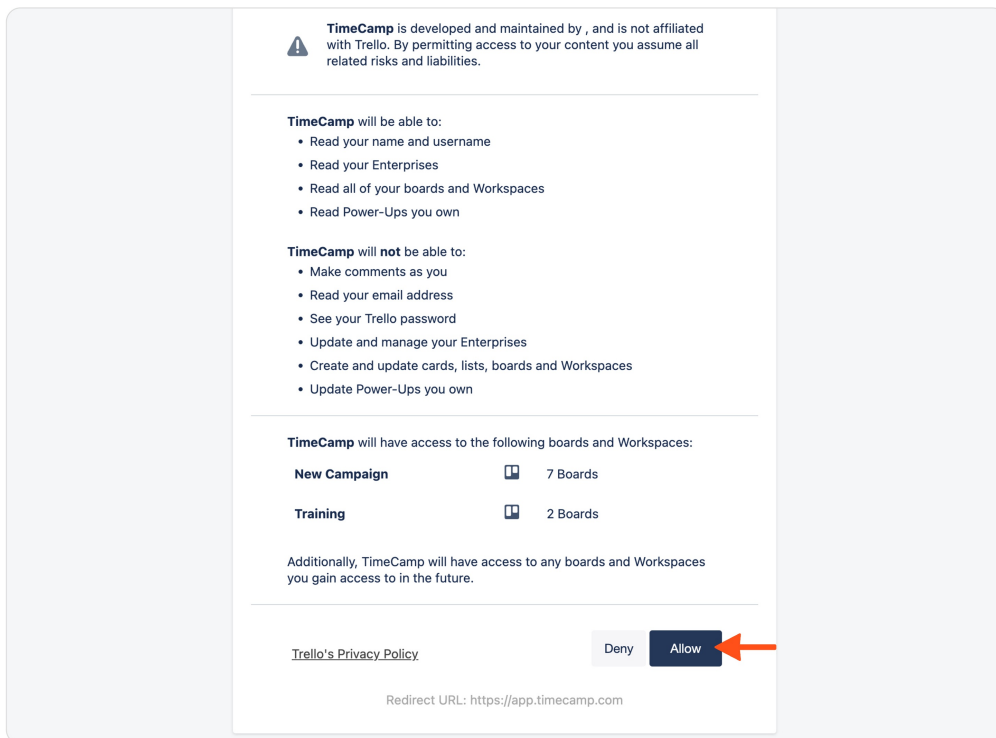 TimeCamp is developed and maintained by , and is not affiliated
with Trello. By permitting access to your content you assume all
related risks and liabilities.
TimeCamp will be able to:
• Read your name and username
• Read your Enterprises
• Read all of your boards and Workspaces
• Read Power-Ups you own
TimeCamp will not be able to:
• Make comments as you
• Read your email address
• See your Trello password
• Update and manage your Enterprises
• Create and update cards, lists, boards and Workspaces
• Update Power-Ups you own
TimeCamp will have access to the following boards and Workspaces:
New Campaign 7 Boards
Training 2 Boards
Additionally, TimeCamp will have access to any boards and Workspaces
you gain access to in the future.
Trello's Privacy Policy Deny Allow
Redirect URL: https://app.timecamp.com